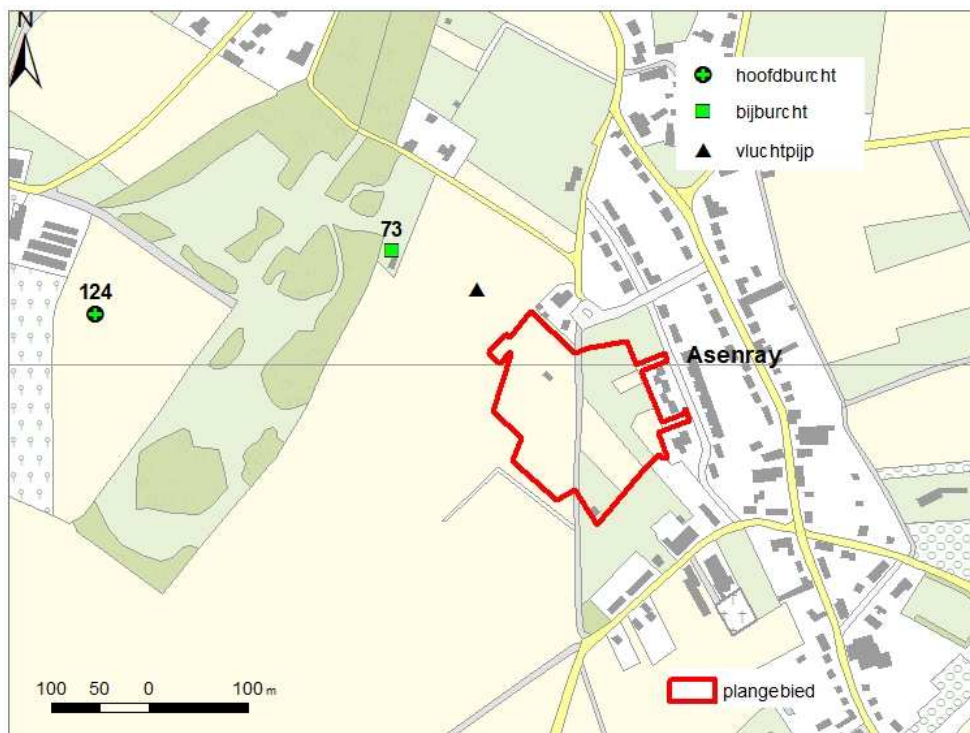 N
hoofdburcht
bijburcht
vluchtpijp
73
124
Asenray
100 50 0 100 m
plangebied